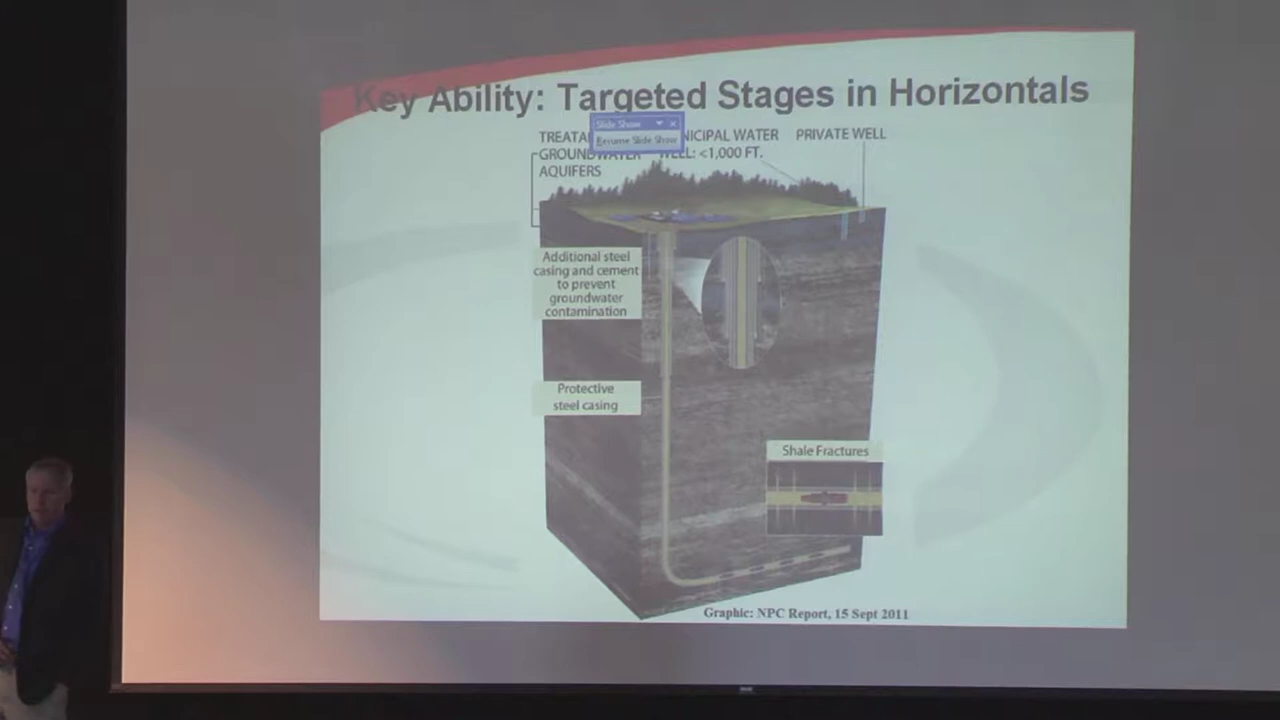 Key Ability: Targeted Stages in Horizontals
Slide Show
Resume Slide Show
GROUNDWATER
AQUIFERS
WATER
WELL: <1,000 FT.
PRIVATE WELL
Additional steel
casing and cement
to prevent
groundwater
contamination
Protective
steel casing
Shale Fractures
Graphic: NPC Report, 15 Sept 2011